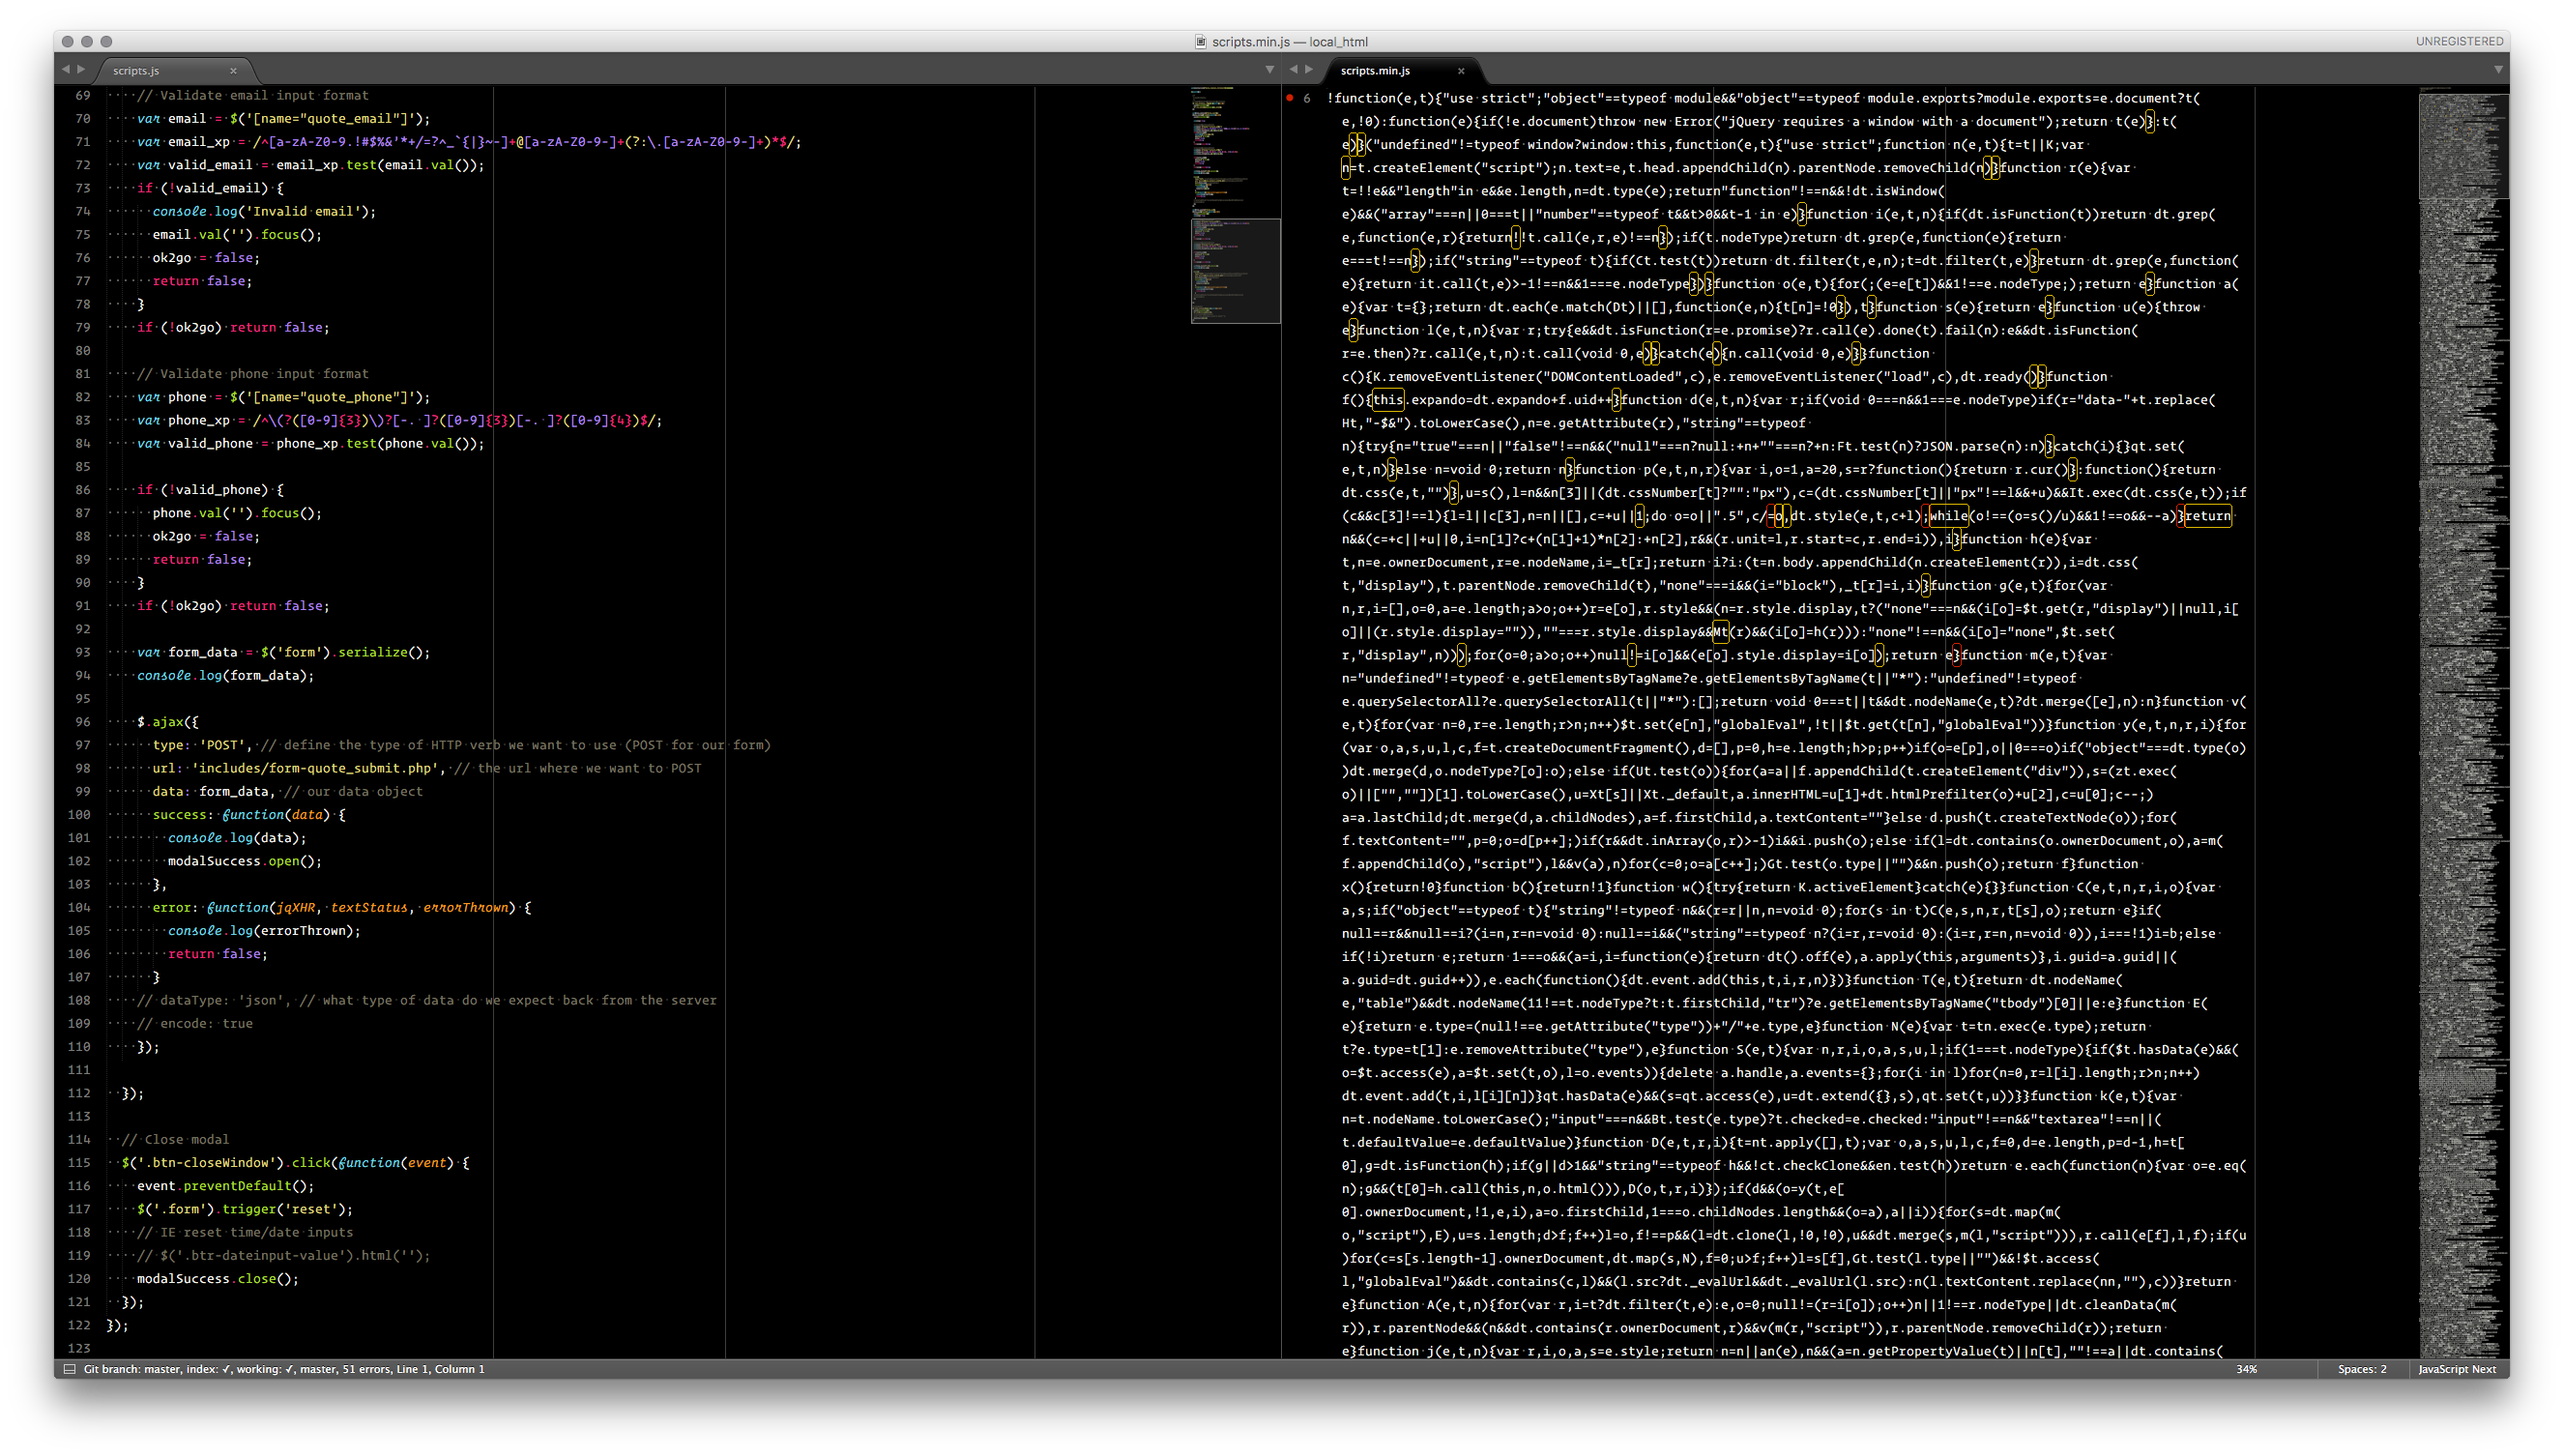 scripts.min.js — local_html
UNREGISTERED
scripts.js
69 // Validate email input format
70 var email = $('[name="quote_email"]');
71 var email_xp = /^[a-zA-Z0-9.!#$%&'*+/=?^_`{|}~-]+@[a-zA-Z0-9-]+(?:\.[a-zA-Z0-9-]+)*$/;
72 var valid_email = email_xp.test(email.val());
73 if (!valid_email) {
74 console.log('Invalid email');
75 email.val('').focus();
76 ok2go = false;
77 return false;
78 }
79 if (!ok2go) return false;
80
81 // Validate phone input format
82 var phone = $('[name="quote_phone"]');
83 var phone_xp = /^\(?([0-9]{3})\)?[-. ]?([0-9]{3})[-. ]?([0-9]{4})$/;
84 var valid_phone = phone_xp.test(phone.val());
85
86 if (!valid_phone) {
87 phone.val('').focus();
88 ok2go = false;
89 return false;
90 }
91 if (!ok2go) return false;
92
93 var form_data = $('form').serialize();
94 console.log(form_data);
95
96 $.ajax({
97 type: 'POST', // define the type of HTTP verb we want to use (POST for our form)
98 url: 'includes/form-quote_submit.php', // the url where we want to POST
99 data: form_data, // our data object
100 success: function(data) {
101 console.log(data);
102 modalSuccess.open();
103 },
104 error: function(jqXHR, textStatus, errorThrown) {
105 console.log(errorThrown);
106 return false;
107 }
108 // dataType: 'json', // what type of data do we expect back from the server
109 // encode: true
110 });
111
112 });
113
114 // Close modal
115 $('.btn-closeWindow').click(function(event) {
116 event.preventDefault();
117 $('.form').trigger('reset');
118 // IE reset time/date inputs
119 // $('.btr-dateinput-value').html('');
120 modalSuccess.close();
121 });
122 });
123
scripts.min.js
6 !function(e,t){"use strict";"object"==typeof module&&"object"==typeof module.exports?module.exports=e.document?t(
e,!0):function(e){if(!e.document)throw new Error("jQuery requires a window with a document");return t(e)}:t(
e)}("undefined"!=typeof window?window:this,function(e,t){"use strict";function n(e,t){t=t||K;var
n=t.createElement("script");n.text=e,t.head.appendChild(n).parentNode.removeChild(n)}function r(e){var
t=!!e&&"length"in e&&e.length,n=dt.type(e);return"function"!==n&&!dt.isWindow(
e)&&("array"===n||0===t||"number"==typeof t&&t>0&&t-1 in e)}function i(e,t,n){if(dt.isFunction(t))return dt.grep(
e,function(e,r){return!!t.call(e,r,e)!==n});if(t.nodeType)return dt.grep(e,function(e){return
e===t!==n});if("string"==typeof t){if(Ct.test(t))return dt.filter(t,e,n);t=dt.filter(t,e)}return dt.grep(e,function(
e){return it.call(t,e)>-1!==n&&1===e.nodeType})}function o(e,t){for(;(e=e[t])&&1!==e.nodeType;);return e}function a(
e){var t={};return dt.each(e.match(Dt)||[],function(e,n){t[n]=!0}),t}function s(e){return e}function u(e){throw
e}function l(e,t,n){var r;try{e&&dt.isFunction(r=e.promise)?r.call(e).done(t).fail(n):e&&dt.isFunction(
r=e.then)?r.call(e,t,n):t.call(void 0,e)}catch(e){n.call(void 0,e)}}function
c(){K.removeEventListener("DOMContentLoaded",c),e.removeEventListener("load",c),dt.ready()}function
f(){this.expando=dt.expando+f.uid++}function d(e,t,n){var r;if(void 0===n&&1===e.nodeType)if(r="data-"+t.replace(
Ht,"-$&").toLowerCase(),n=e.getAttribute(r),"string"==typeof
n){try{n="true"===n||"false"!==n&&("null"===n?null:+n+""===n?+n:Ft.test(n)?JSON.parse(n):n)}catch(i){}qt.set(
e,t,n)}else n=void 0;return n}function p(e,t,n,r){var i,o=1,a=20,s=r?function(){return r.cur()}:function(){return
dt.css(e,t,"")},u=s(),l=n&&n[3]||(dt.cssNumber[t]?"":"px"),c=(dt.cssNumber[t]||"px"!==l&&+u)&&It.exec(dt.css(e,t));if
(c&&c[3]!==l){l=l||c[3],n=n||[],c=+u||1;do o=o||".5",c/=o,dt.style(e,t,c+l);while(o!==(o=s()/u)&&1!==o&&--a)}return
n&&(c=+c||+u||0,i=n[1]?c+(n[1]+1)*n[2]:+n[2],r&&(r.unit=l,r.start=c,r.end=i)),i}function h(e){var
t,n=e.ownerDocument,r=e.nodeName,i=_t[r];return i?i:(t=n.body.appendChild(n.createElement(r)),i=dt.css(
t,"display"),t.parentNode.removeChild(t),"none"===i&&(i="block"),_t[r]=i,i)}function g(e,t){for(var
n,r,i=[],o=0,a=e.length;a>o;o++)r=e[o],r.style&&(n=r.style.display,t?("none"===n&&(i[o]=$t.get(r,"display")||null,i[
o]||(r.style.display="")),""===r.style.display&&Mt(r)&&(i[o]=h(r))):"none"!==n&&(i[o]="none",$t.set(
r,"display",n)));for(o=0;a>o;o++)null!=i[o]&&(e[o].style.display=i[o]);return e}function m(e,t){var
n="undefined"!=typeof e.getElementsByTagName?e.getElementsByTagName(t||"*"):"undefined"!=typeof
e.querySelectorAll?e.querySelectorAll(t||"*"):[];return void 0===t||t&&dt.nodeName(e,t)?dt.merge([e],n):n}function v(
e,t){for(var n=0,r=e.length;r>n;n++)$t.set(e[n],"globalEval",!t||$t.get(t[n],"globalEval"))}function y(e,t,n,r,i){for
(var o,a,s,u,l,c,f=t.createDocumentFragment(),d=[],p=0,h=e.length;h>p;p++)if(o=e[p],o||0===o)if("object"===dt.type(o)
)dt.merge(d,o.nodeType?[o]:o);else if(Ut.test(o)){for(a=a||f.appendChild(t.createElement("div")),s=(zt.exec(
o)||["",""])[1].toLowerCase(),u=Xt[s]||Xt._default,a.innerHTML=u[1]+dt.htmlPrefilter(o)+u[2],c=u[0];c--;)
a=a.lastChild;dt.merge(d,a.childNodes),a=f.firstChild,a.textContent=""}else d.push(t.createTextNode(o));for(
f.textContent="",p=0;o=d[p++];)if(r&&dt.inArray(o,r)>-1)i&&i.push(o);else if(l=dt.contains(o.ownerDocument,o),a=m(
f.appendChild(o),"script"),l&&v(a),n)for(c=0;o=a[c++];)Gt.test(o.type||"")&&n.push(o);return f}function
x(){return!0}function b(){return!1}function w(){try{return K.activeElement}catch(e){}}function C(e,t,n,r,i,o){var
a,s;if("object"==typeof t){"string"!=typeof n&&(r=r||n,n=void 0);for(s in t)C(e,s,n,r,t[s],o);return e}if(
null==r&&null==i?(i=n,r=n=void 0):null==i&&("string"==typeof n?(i=r,r=void 0):(i=r,r=n,n=void 0)),i===!1)i=b;else
if(!i)return e;return 1===o&&(a=i,i=function(e){return dt().off(e),a.apply(this,arguments)},i.guid=a.guid||(
a.guid=dt.guid++)),e.each(function(){dt.event.add(this,t,i,r,n)})}function T(e,t){return dt.nodeName(
e,"table")&&dt.nodeName(11!==t.nodeType?t:t.firstChild,"tr")?e.getElementsByTagName("tbody")[0]||e:e}function E(
e){return e.type=(null!==e.getAttribute("type"))+"/"+e.type,e}function N(e){var t=tn.exec(e.type);return
t?e.type=t[1]:e.removeAttribute("type"),e}function S(e,t){var n,r,i,o,a,s,u,l;if(1===t.nodeType){if($t.hasData(e)&&(
o=$t.access(e),a=$t.set(t,o),l=o.events)){delete a.handle,a.events={};for(i in l)for(n=0,r=l[i].length;r>n;n++)
dt.event.add(t,i,l[i][n])}qt.hasData(e)&&(s=qt.access(e),u=dt.extend({},s),qt.set(t,u))}}function k(e,t){var
n=t.nodeName.toLowerCase();"input"===n&&Bt.test(e.type)?t.checked=e.checked:"input"!==n&&"textarea"!==n||(
t.defaultValue=e.defaultValue)}function D(e,t,r,i){t=nt.apply([],t);var o,a,s,u,l,c,f=0,d=e.length,p=d-1,h=t[
0],g=dt.isFunction(h);if(g||d>1&&"string"==typeof h&&!ct.checkClone&&en.test(h))return e.each(function(n){var o=e.eq(
n);g&&(t[0]=h.call(this,n,o.html())),D(o,t,r,i)});if(d&&(o=y(t,e[
0].ownerDocument,!1,e,i),a=o.firstChild,1===o.childNodes.length&&(o=a),a||i)){for(s=dt.map(m(
o,"script"),E),u=s.length;d>f;f++)l=o,f!==p&&(l=dt.clone(l,!0,!0),u&&dt.merge(s,m(l,"script"))),r.call(e[f],l,f);if(u
)for(c=s[s.length-1].ownerDocument,dt.map(s,N),f=0;u>f;f++)l=s[f],Gt.test(l.type||"")&&!$t.access(
l,"globalEval")&&dt.contains(c,l)&&(l.src?dt._evalUrl&&dt._evalUrl(l.src):n(l.textContent.replace(nn,""),c))}return
e}function A(e,t,n){for(var r,i=t?dt.filter(t,e):e,o=0;null!=(r=i[o]);o++)n||1!==r.nodeType||dt.cleanData(m(
r)),r.parentNode&&(n&&dt.contains(r.ownerDocument,r)&&v(m(r,"script")),r.parentNode.removeChild(r));return
e}function j(e,t,n){var r,i,o,a,s=e.style;return n=n||an(e),n&&(a=n.getPropertyValue(t)||n[t],""!==a||dt.contains(
Git branch: master, index: ✓, working: ✓, master, 51 errors, Line 1, Column 1
34%
Spaces: 2
JavaScript Next